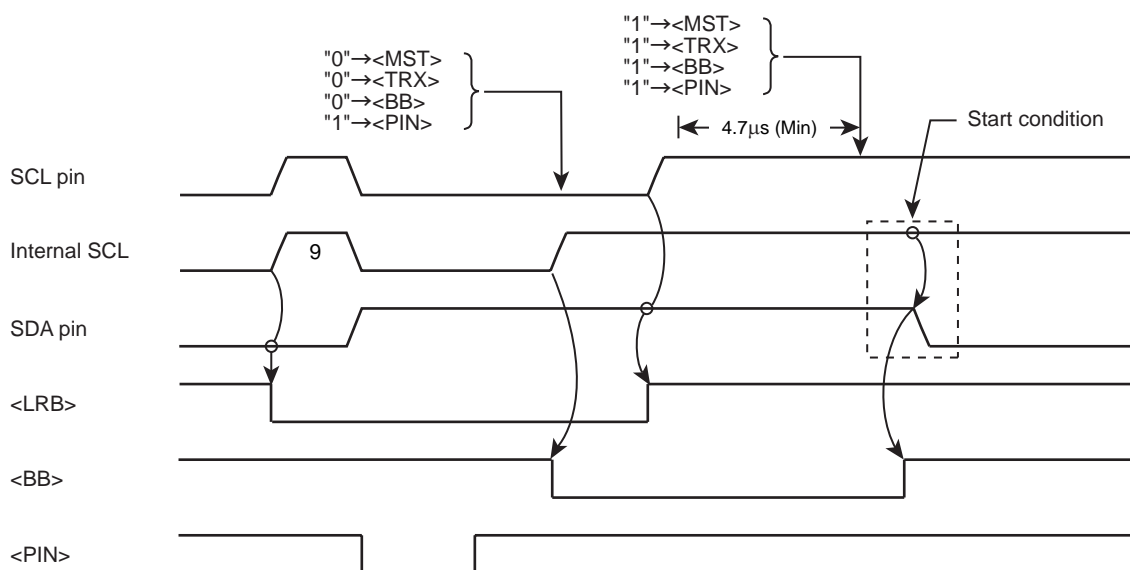 "0"→<MST>
"0"→<TRX>
"0"→<BB>
"1"→<PIN>
"1"→<MST>
"1"→<TRX>
"1"→<BB>
"1"→<PIN>
4.7μs (Min)
Start condition
SCL pin
Internal SCL
9
SDA pin
<LRB>
<BB>
<PIN>